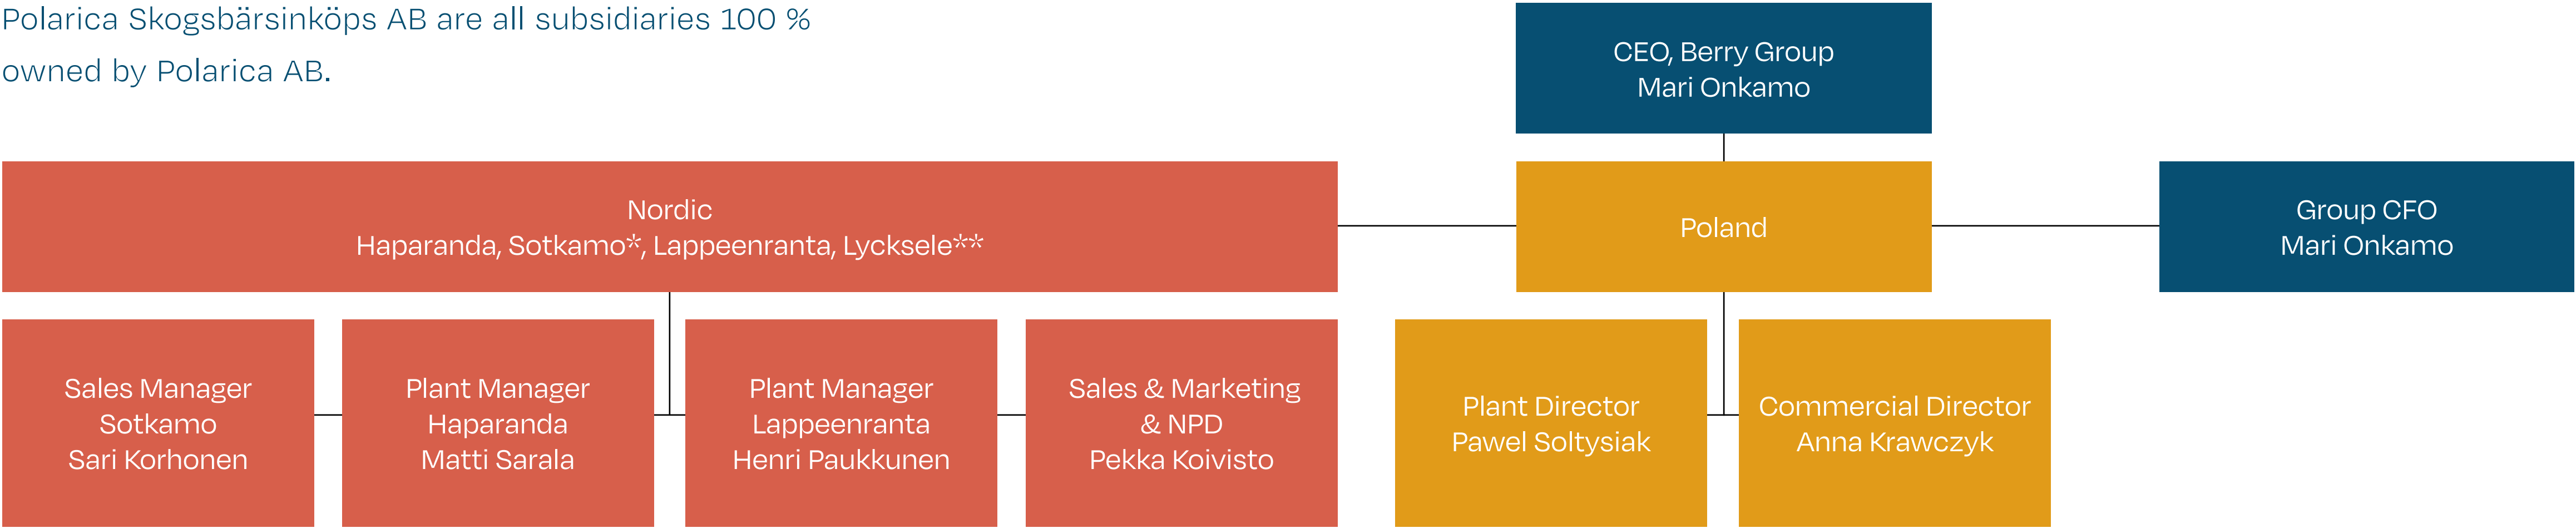 Polarica Skogsbärsinköps AB are all subsidiaries 100 %
owned by Polarica AB.
CEO, Berry Group
Mari Onkamo
Nordic
Haparanda, Sotkamo*, Lappeenranta, Lycksele**
Poland
Group CFO
Mari Onkamo
Sales Manager
Sotkamo
Sari Korhonen
Plant Manager
Haparanda
Matti Sarala
Plant Manager
Lappeenranta
Henri Paukkunen
Sales & Marketing
& NPD
Pekka Koivisto
Plant Director
Pawel Soltysiak
Commercial Director
Anna Krawczyk